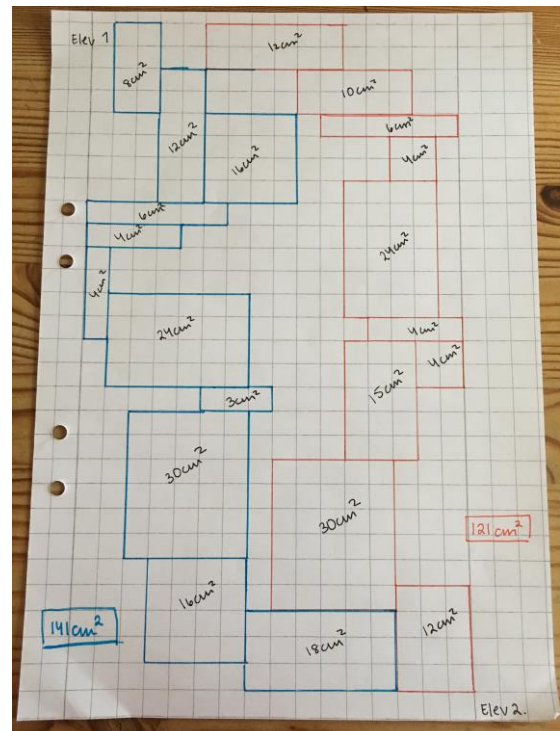 Elev 1
8cm²
12cm²
12cm²
10cm²
6cm²
4cm²
16cm²
6cm²
4cm²
4cm²
24cm²
24cm²
4cm²
4cm²
3cm²
15cm²
30cm²
30cm²
121cm²
16cm²
141cm²
18cm²
12cm²
Elev 2.